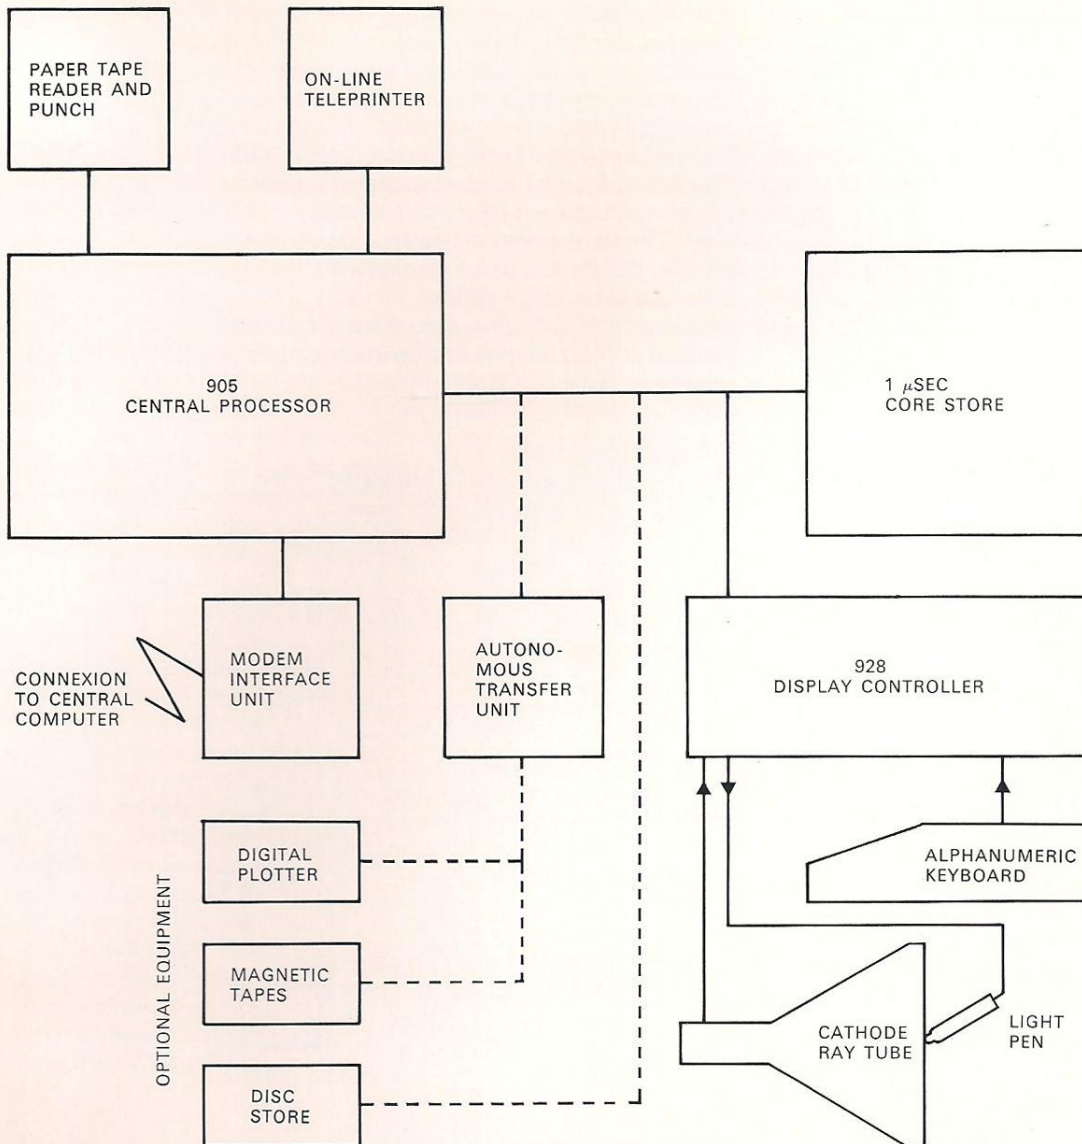 PAPER TAPE
READER AND
PUNCH
ON-LINE
TELEPRINTER
905
CENTRAL PROCESSOR
1 μSEC
CORE STORE
CONNEXION
TO CENTRAL
COMPUTER
MODEM
INTERFACE
UNIT
AUTONO-
MOUS
TRANSFER
UNIT
928
DISPLAY CONTROLLER
OPTIONAL EQUIPMENT
DIGITAL
PLOTTER
MAGNETIC
TAPES
DISC
STORE
ALPHANUMERIC
KEYBOARD
CATHODE
RAY TUBE
LIGHT
PEN